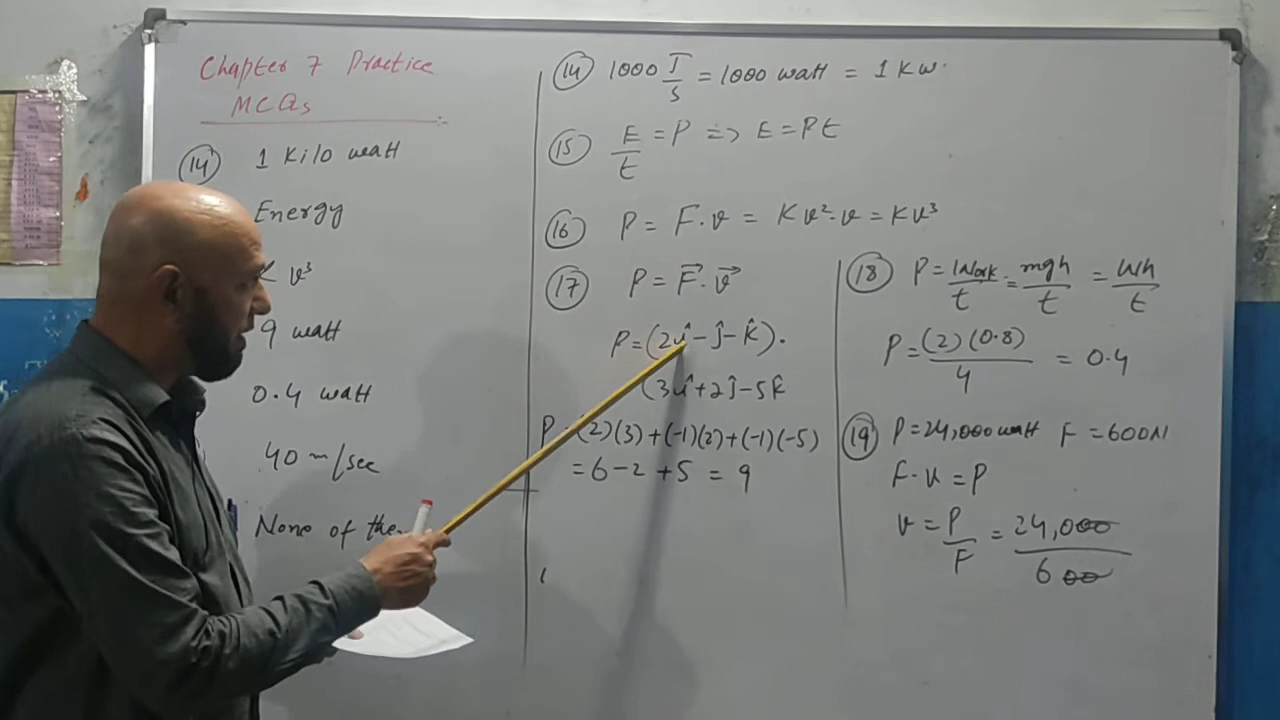 Chapter 7 Practice
MCQs
(14) 1 Kilo watt
Energy
K v³
9 watt
0.4 watt
40 m/sec
None of the
(14) 1000 J/s = 1000 watt = 1 KW.
(15) E/t = P => E = Pt
(16) P = F.v = Kv².v = Kv³
(17) P = F⃗.v⃗
P = (2î - ĵ - k̂).
(3î + 2ĵ - 5k̂
P = (2)(3) + (-1)(2) + (-1)(-5)
= 6 - 2 + 5 = 9
(18) P = Work/t = mgh/t = Wh/t
P = (2)(0.8)/4 = 0.4
(19) P = 24,000 watt F = 600N
F.v = P
v = P/F = 24,000/600